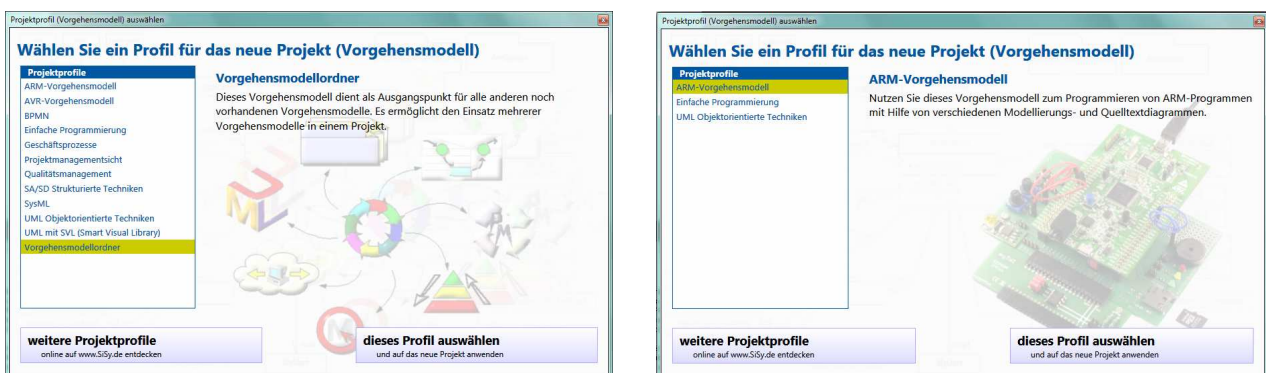 Projektprofil (Vorgehensmodell) auswählen
Wählen Sie ein Profil für das neue Projekt (Vorgehensmodell)
Projektprofile
ARM-Vorgehensmodell
AVR-Vorgehensmodell
BPMN
Einfache Programmierung
Geschäftsprozesse
Projektmanagementsicht
Qualitätsmanagement
SA/SD Strukturierte Techniken
SysML
UML Objektorientierte Techniken
UML mit SVL (Smart Visual Library)
Vorgehensmodellordner
Vorgehensmodellordner
Dieses Vorgehensmodell dient als Ausgangspunkt für alle anderen noch
vorhandenen Vorgehensmodelle. Es ermöglicht den Einsatz mehrerer
Vorgehensmodelle in einem Projekt.
UML
weitere Projektprofile
online auf www.SiSy.de entdecken
dieses Profil auswählen
und auf das neue Projekt anwenden
Projektprofil (Vorgehensmodell) auswählen
Wählen Sie ein Profil für das neue Projekt (Vorgehensmodell)
Projektprofile
ARM-Vorgehensmodell
Einfache Programmierung
UML Objektorientierte Techniken
ARM-Vorgehensmodell
Nutzen Sie dieses Vorgehensmodell zum Programmieren von ARM-Programmen
mit Hilfe von verschiedenen Modellierungs- und Quelltextdiagrammen.
weitere Projektprofile
online auf www.SiSy.de entdecken
dieses Profil auswählen
und auf das neue Projekt anwenden